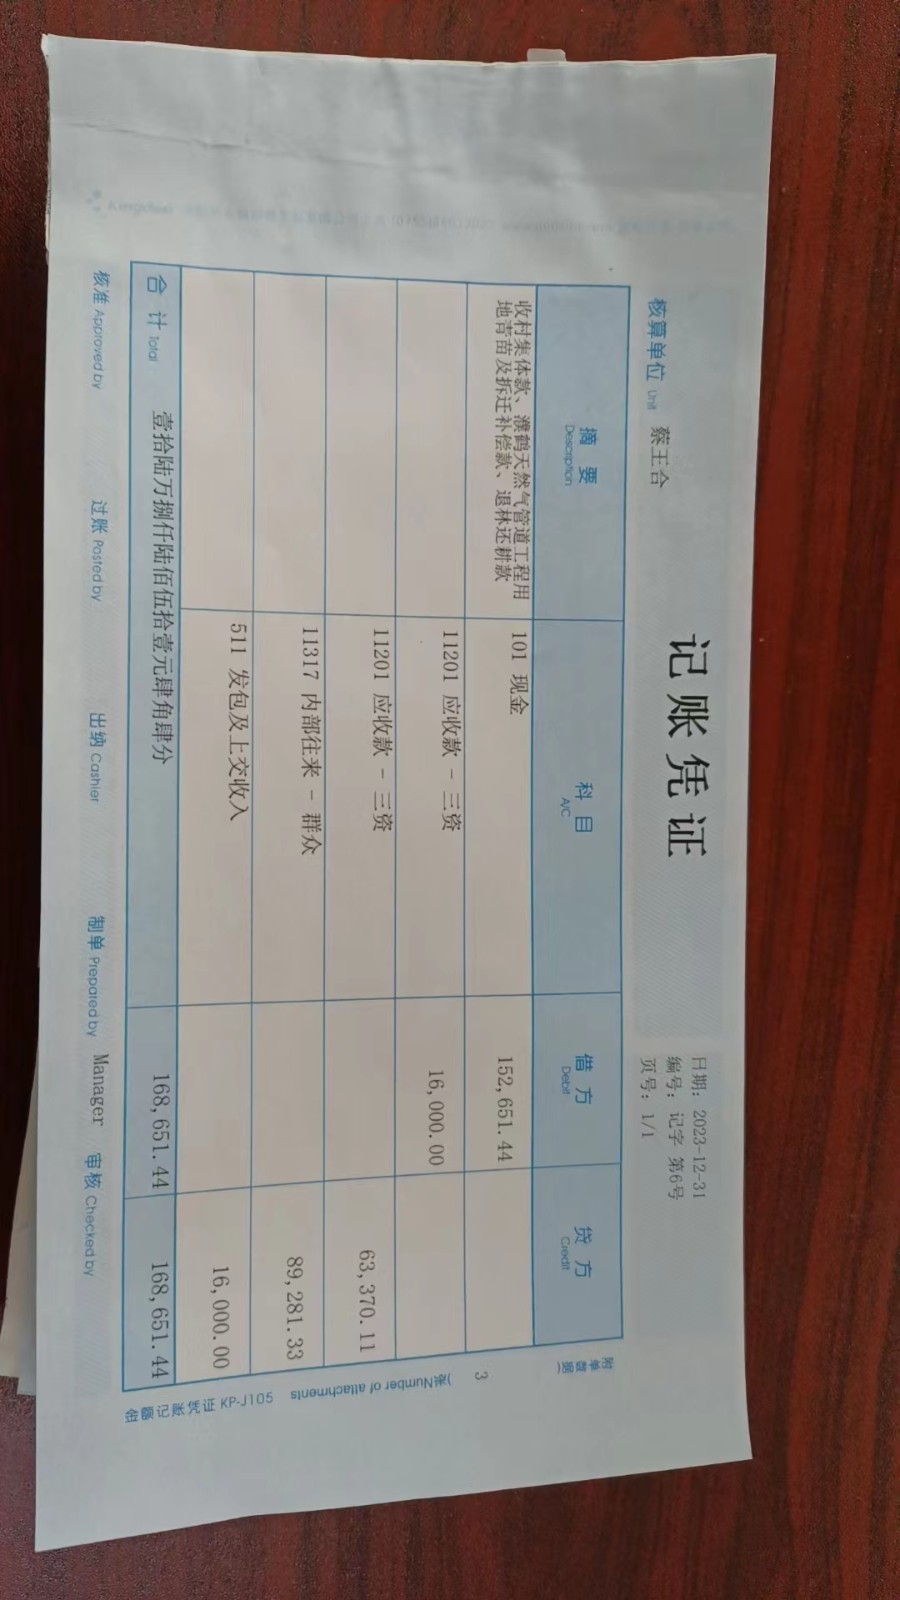 记账凭证
日期: 2023-12-31
编号: 记字 第6号
页号: 1/1
核算单位 Unit 蔡王合
摘要 Description 科目 A/C 借方 Debit 贷方 Credit
收村集体款、濮鹤天然气管道工程用 101 现金 152,651.44
地青苗及拆迁补偿款、退林还耕款
11201 应收款 - 三资 16,000.00
11201 应收款 - 三资 63,370.11
11317 内部往来 - 群众 89,281.33
511 发包及上交收入 16,000.00
合计 Total 壹拾陆万捌仟陆佰伍拾壹元肆角肆分 168,651.44 168,651.44
附单数据( 3 )张Number of attachments
记账凭证 KP-J105
核准 Approved by 过账 Posted by 出纳 Cashier 制单 Prepared by Manager 审核 Checked by
Kingdee